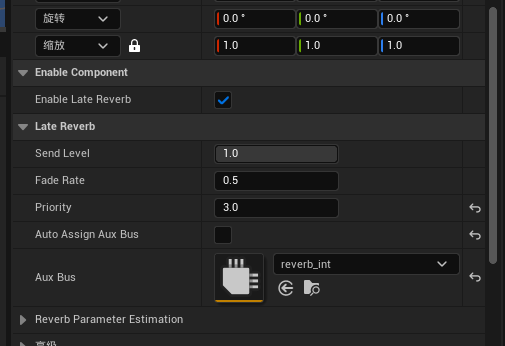 旋转 0.0 ° 0.0 ° 0.0 °
缩放 1.0 1.0 1.0
Enable Component
Enable Late Reverb
Late Reverb
Send Level 1.0
Fade Rate 0.5
Priority 3.0
Auto Assign Aux Bus
Aux Bus reverb_int
Reverb Parameter Estimation
高级